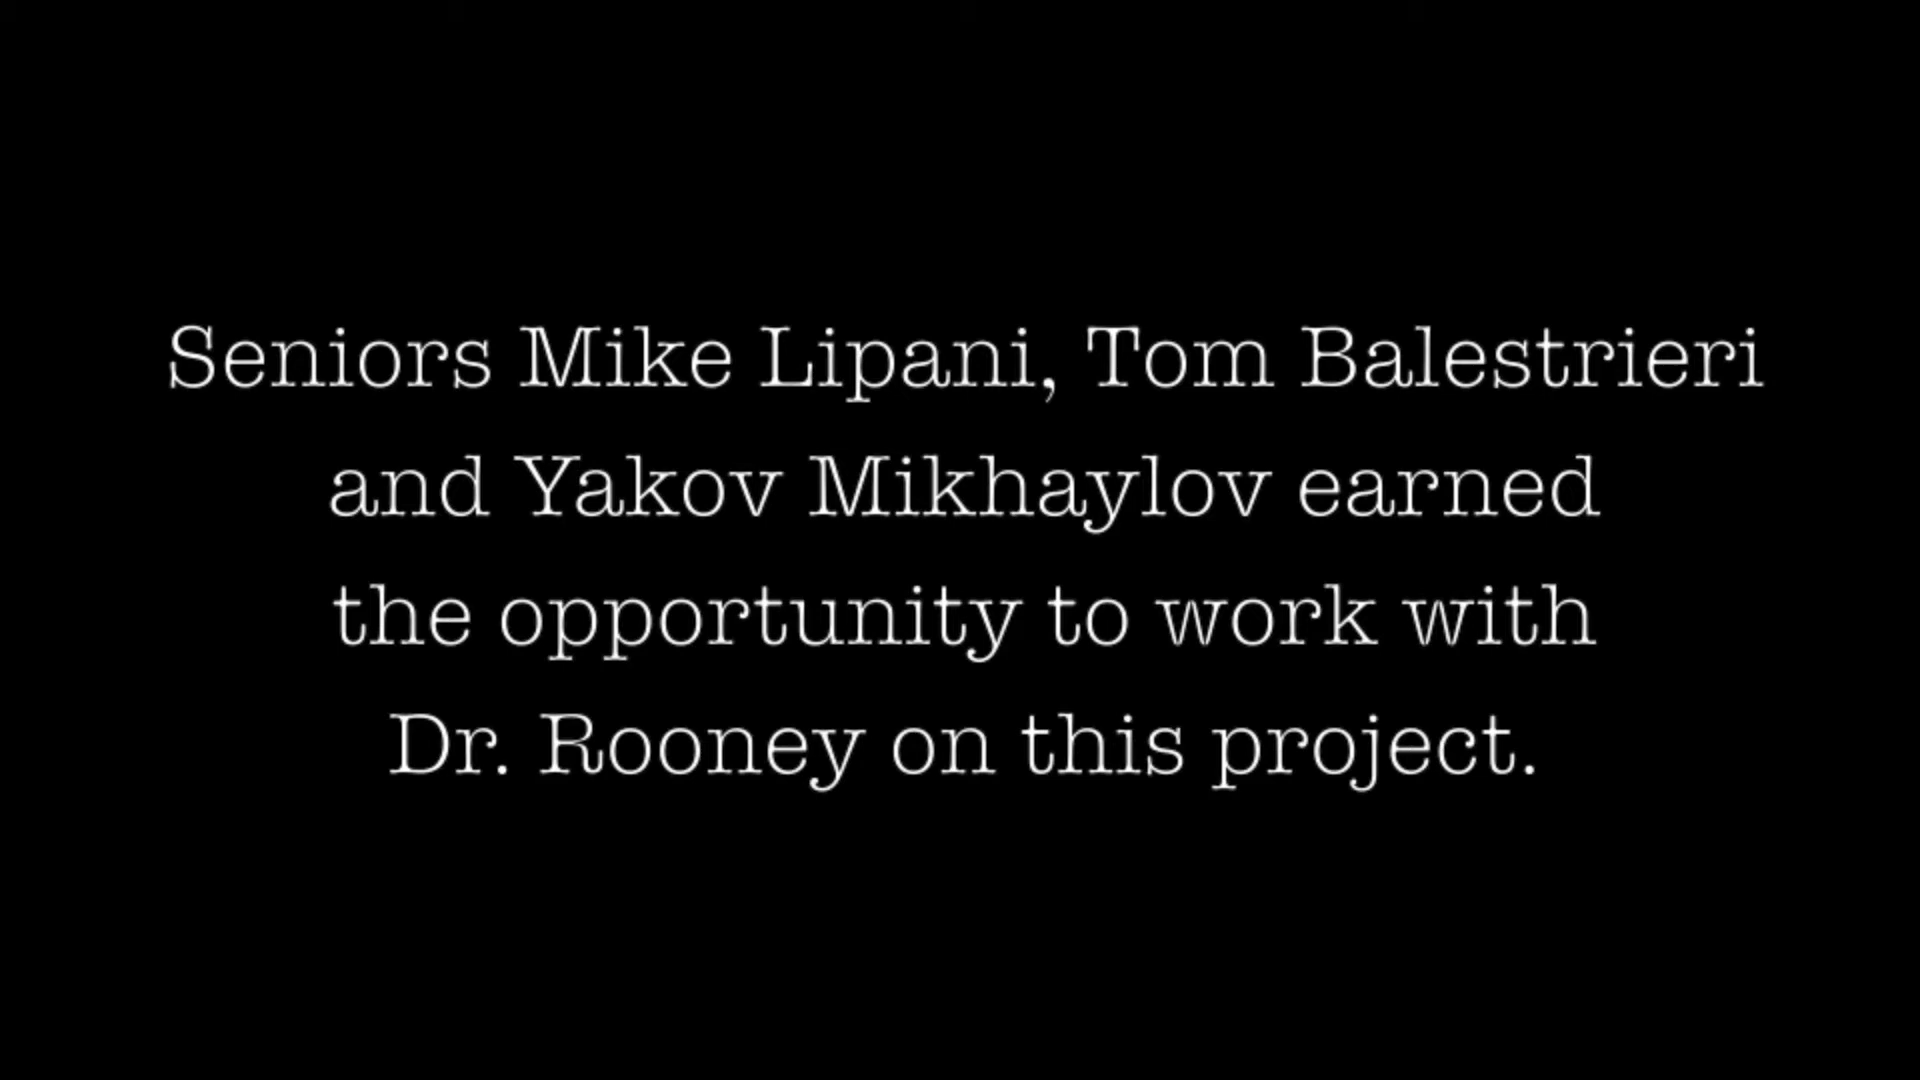 Seniors Mike Lipani, Tom Balestrieri
and Yakov Mikhaylov earned
the opportunity to work with
Dr. Rooney on this project.